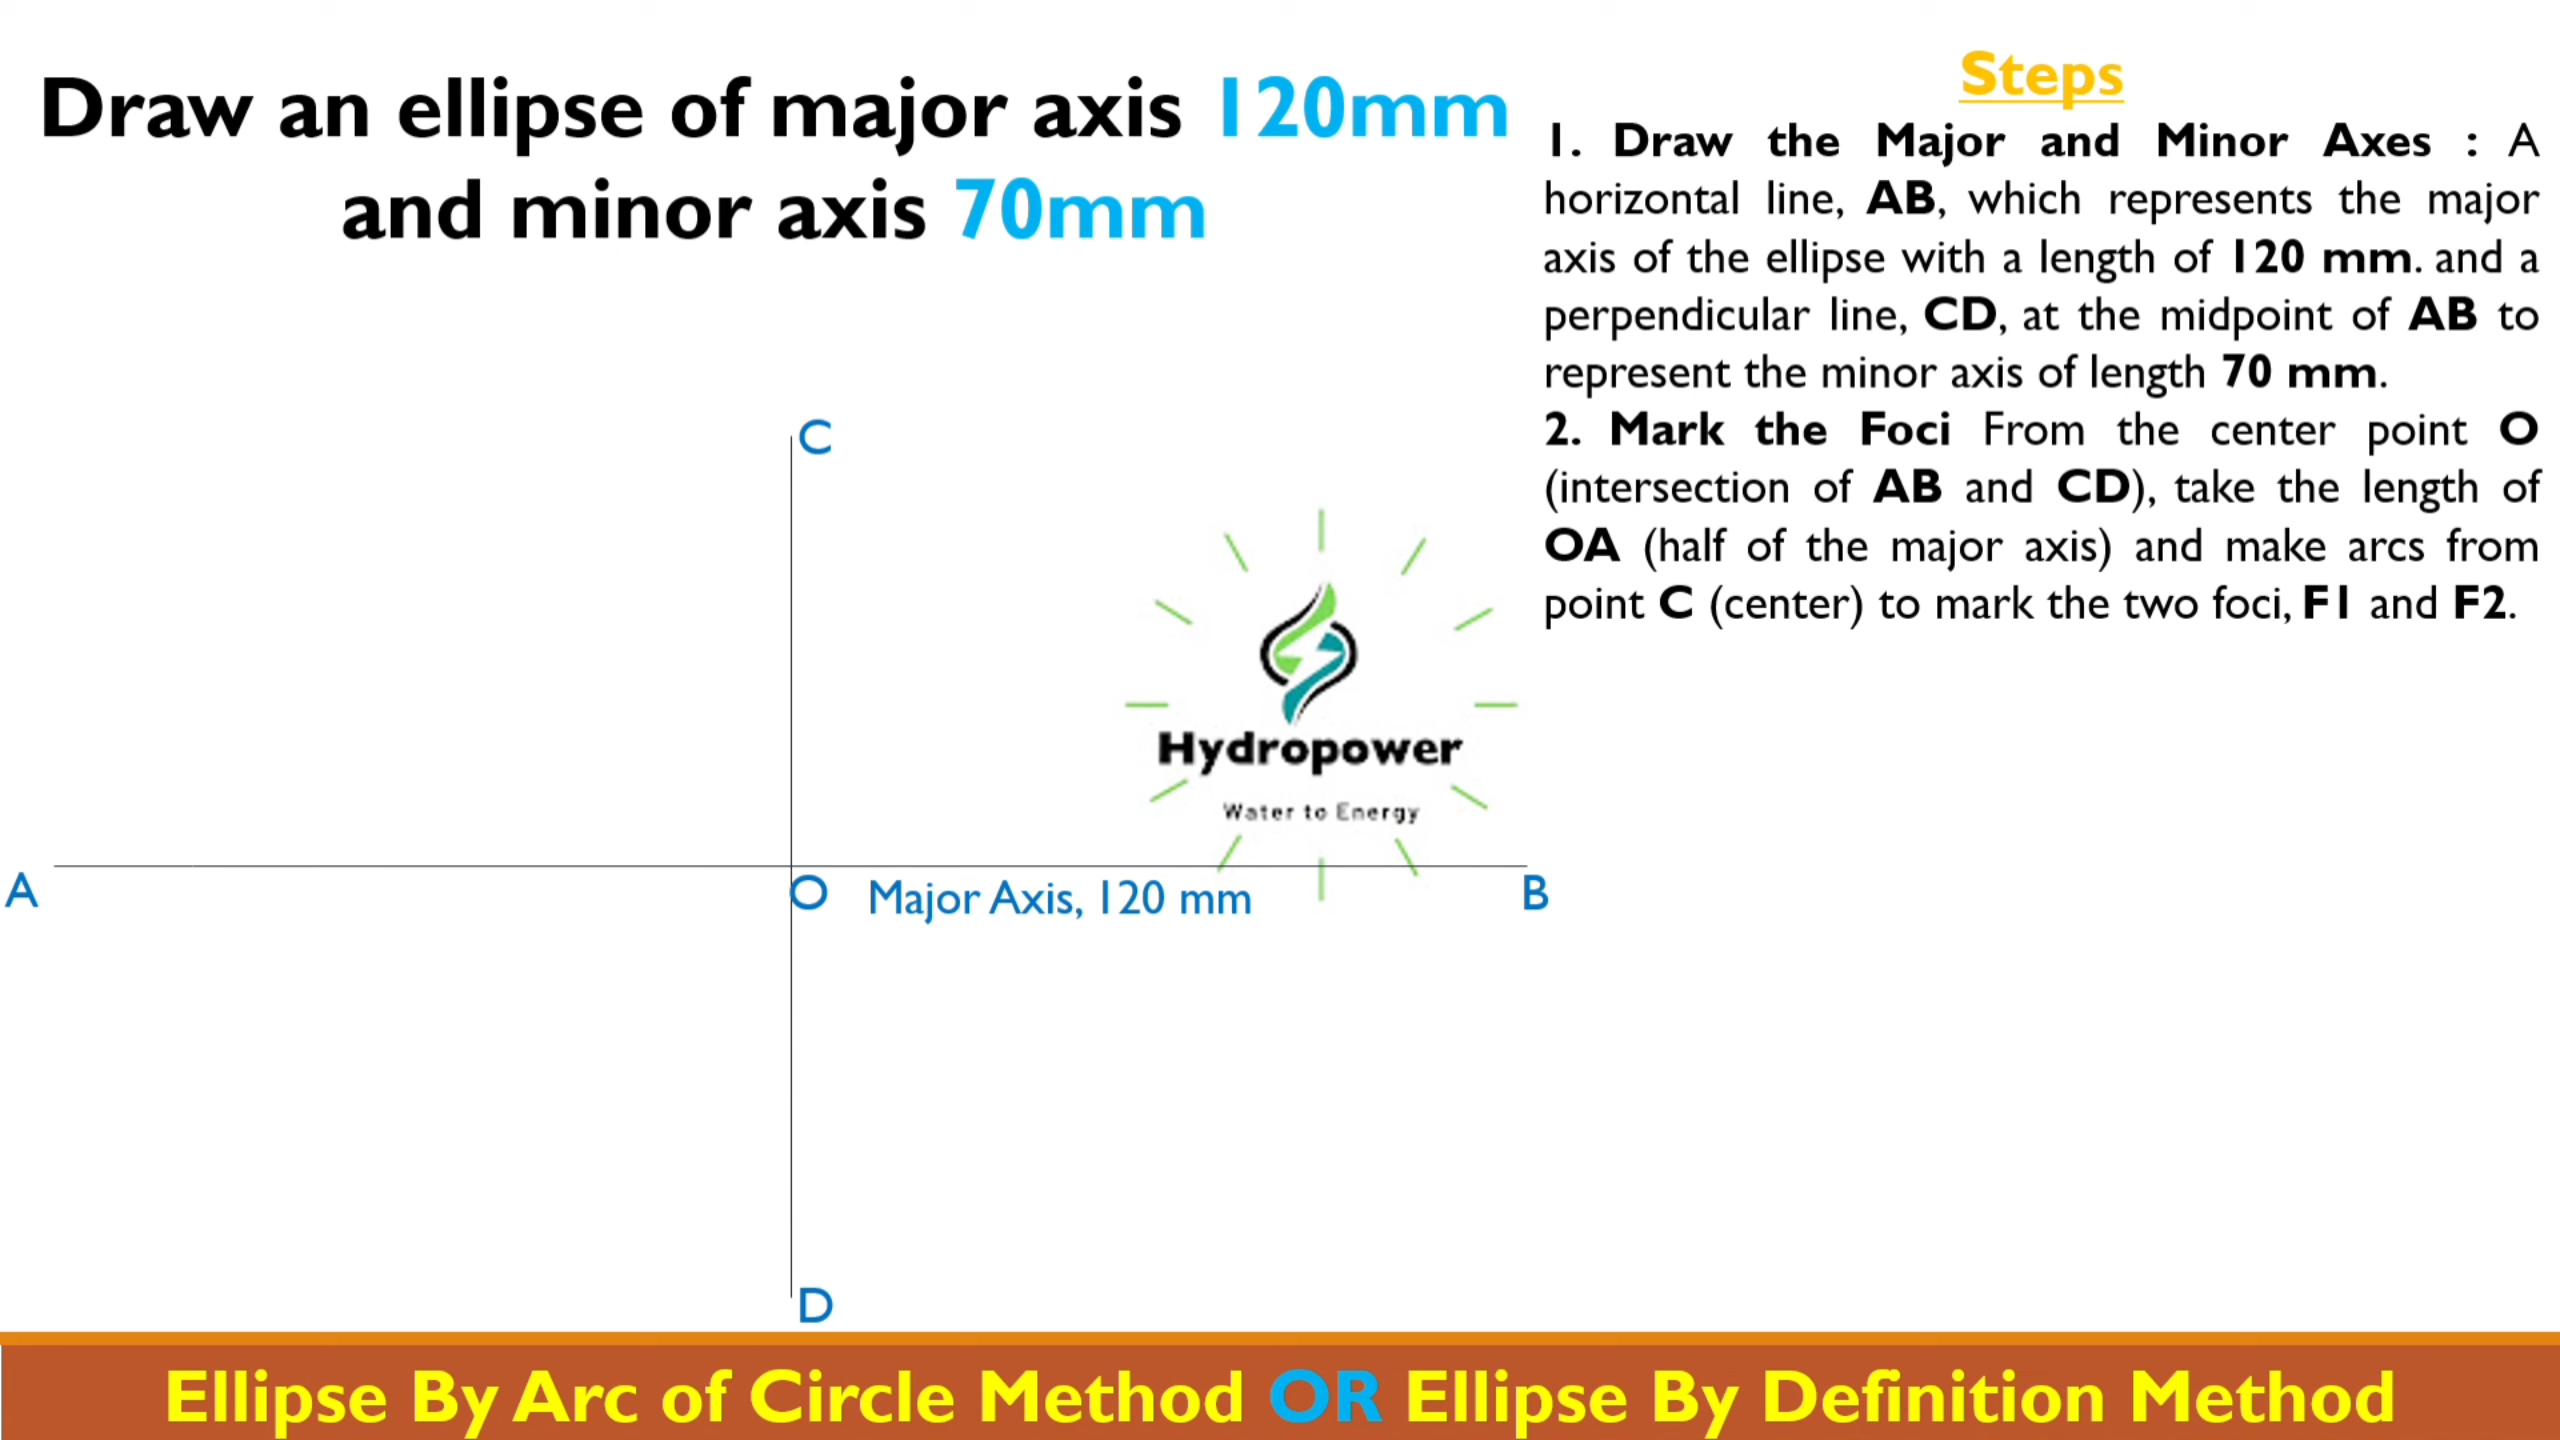 Draw an ellipse of major axis 120mm
and minor axis 70mm
Steps
1. Draw the Major and Minor Axes : A
horizontal line, AB, which represents the major
axis of the ellipse with a length of 120 mm. and a
perpendicular line, CD, at the midpoint of AB to
represent the minor axis of length 70 mm.
2. Mark the Foci From the center point O
(intersection of AB and CD), take the length of
OA (half of the major axis) and make arcs from
point C (center) to mark the two foci, F1 and F2.
C
Hydropower
Water to Energy
A
O
Major Axis, 120 mm
B
D
Ellipse By Arc of Circle Method OR Ellipse By Definition Method